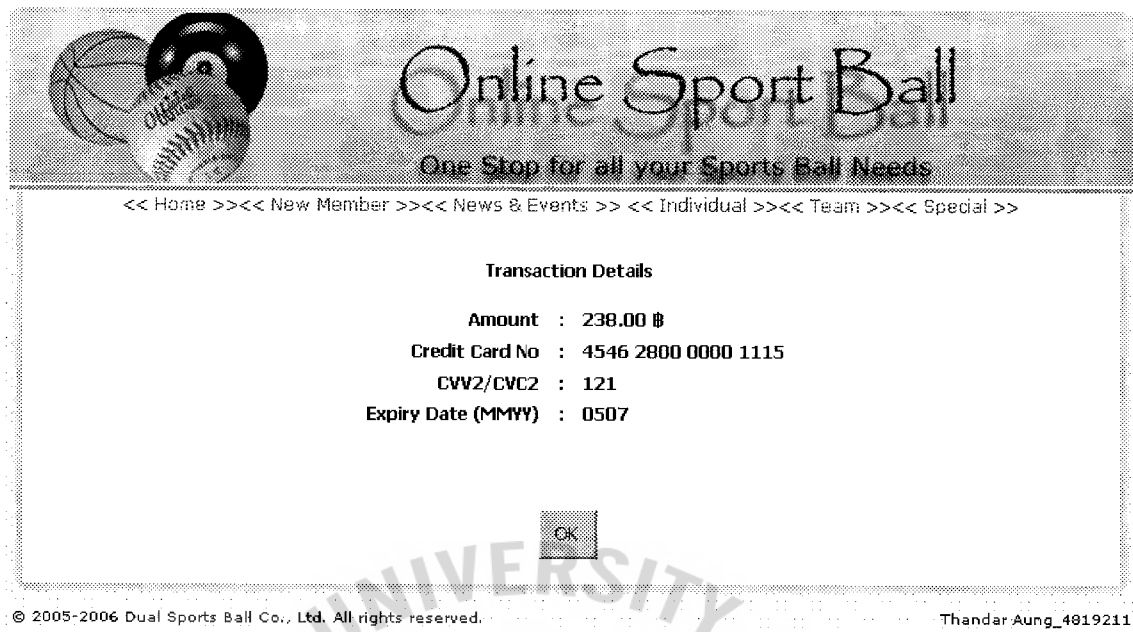 Online Sport Ball
One Stop for all your Sports Ball Needs
<< Home >><< New Member >><< News & Events >> << Individual >><< Team >><< Special >>
Transaction Details
Amount : 238.00 ฿
Credit Card No : 4546 2800 0000 1115
CVV2/CVC2 : 121
Expiry Date (MMYY) : 0507
OK
UNIVERSITY
© 2005-2006 Dual Sports Ball Co., Ltd. All rights reserved.
Thandar Aung_4819211